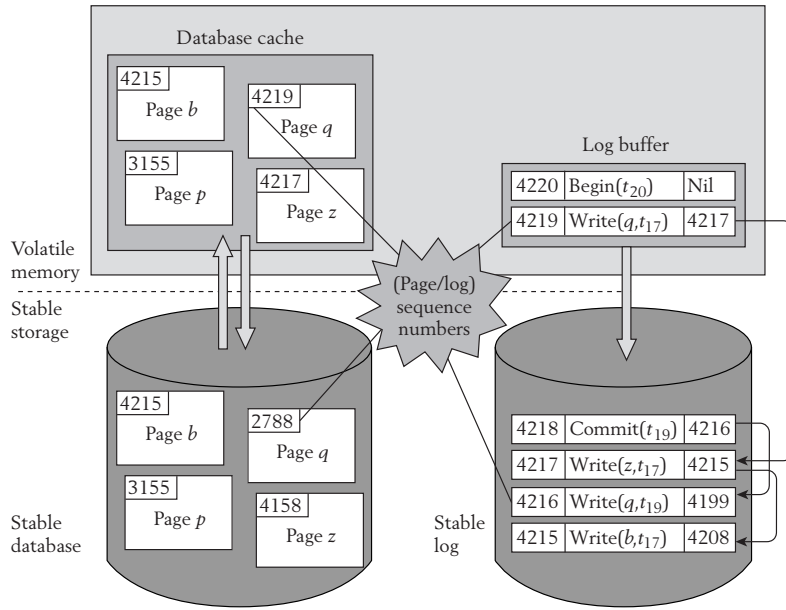 Database cache
4215
Page b
4219
Page q
3155
Page p
4217
Page z
Log buffer
4220 Begin(t20) Nil
4219 Write(q,t17) 4217
Volatile
memory
(Page/log)
sequence
numbers
Stable
storage
4215
Page b
2788
Page q
3155
Page p
4158
Page z
Stable
database
4218 Commit(t19) 4216
4217 Write(z,t17) 4215
4216 Write(q,t19) 4199
4215 Write(b,t17) 4208
Stable
log